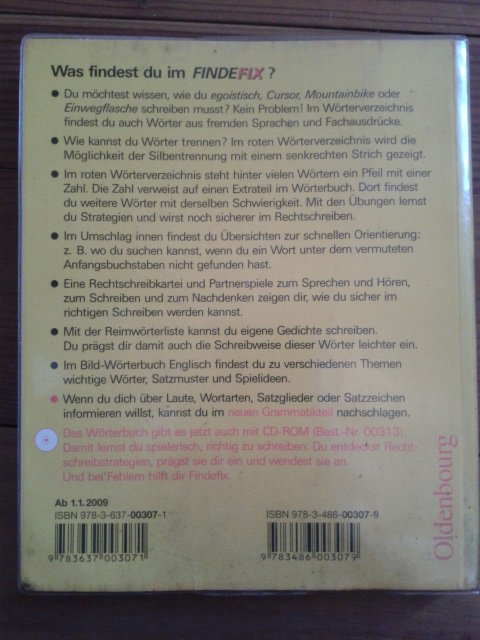 Was findest du im FINDEFIX ?
● Du möchtest wissen, wie du egoistisch, Cursor, Mountainbike oder
Einwegflasche schreiben musst? Kein Problem! Im Wörterverzeichnis
findest du auch Wörter aus fremden Sprachen und Fachausdrücke.
● Wie kannst du Wörter trennen? Im roten Wörterverzeichnis wird die
Möglichkeit der Silbentrennung mit einem senkrechten Strich gezeigt.
● Im roten Wörterverzeichnis steht hinter vielen Wörtern ein Pfeil mit einer
Zahl. Die Zahl verweist auf einen Extrateil im Wörterbuch. Dort findest
du weitere Wörter mit derselben Schwierigkeit. Mit den Übungen lernst
du Strategien und wirst noch sicherer im Rechtschreiben.
● Im Umschlag innen findest du Übersichten zur schnellen Orientierung:
z. B. wo du suchen kannst, wenn du ein Wort unter dem vermuteten
Anfangsbuchstaben nicht gefunden hast.
● Eine Rechtschreibkartei und Partnerspiele zum Sprechen und Hören,
zum Schreiben und zum Nachdenken zeigen dir, wie du sicher im
richtigen Schreiben werden kannst.
● Mit der Reimwörterliste kannst du eigene Gedichte schreiben.
Du prägst dir damit auch die Schreibweise dieser Wörter leichter ein.
● Im Bild-Wörterbuch Englisch findest du zu verschiedenen Themen
wichtige Wörter, Satzmuster und Spielideen.
● Wenn du dich über Laute, Wortarten, Satzglieder oder Satzzeichen
informieren willst, kannst du im neuen Grammatikteil nachschlagen.
Das Wörterbuch gibt es jetzt auch mit CD-ROM (Best.-Nr. 00313).
Damit lernst du spielerisch, richtig zu schreiben. Du entdeckst Recht-
schreibstrategien, prägst sie dir ein und wendest sie an.
Und bei Fehlern hilft dir Findefix.
Ab 1.1.2009
ISBN 978-3-637-00307-1
9 783637 003071
ISBN 978-3-486-00307-9
9 783486 003079
Oldenbourg